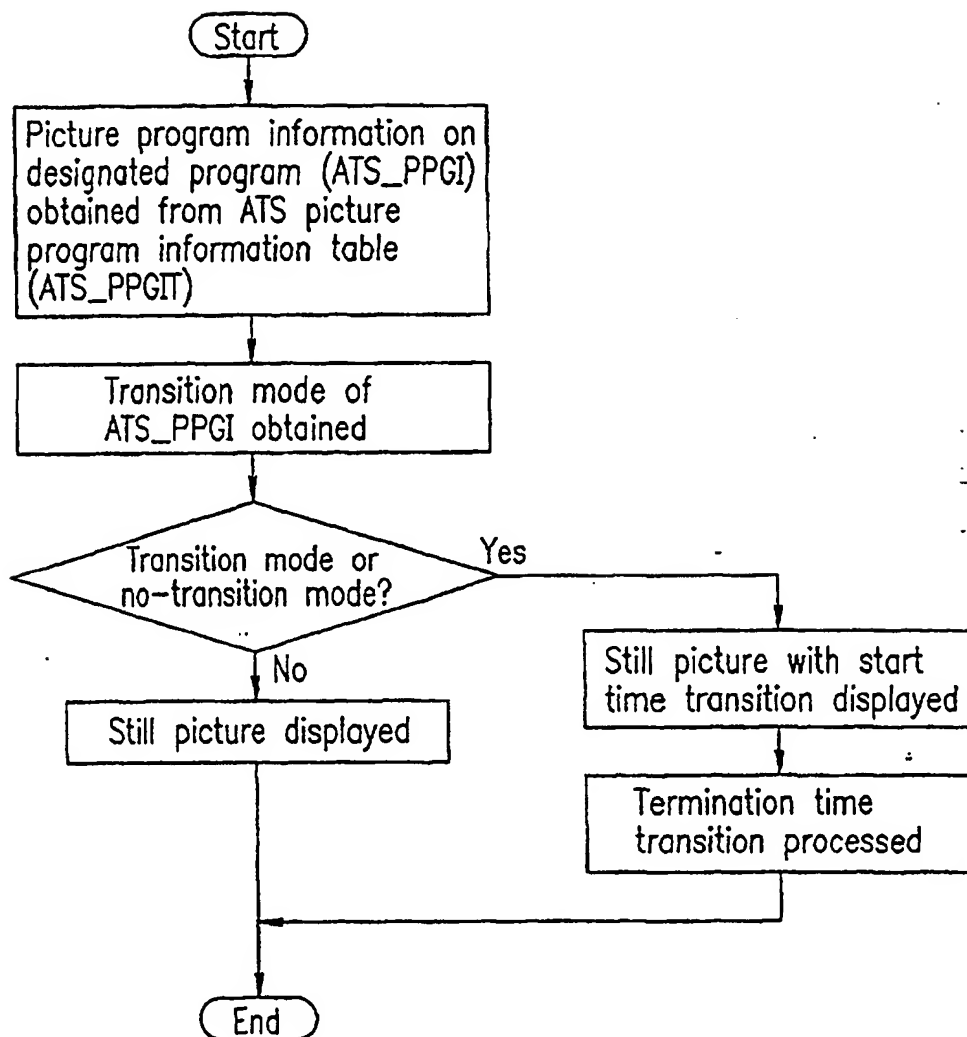 Start
Picture program information on
designated program (ATS_PPGI)
obtained from ATS picture
program information table
(ATS_PPGIT)
Transition mode of
ATS_PPGI obtained
Transition mode or
no-transition mode?
Yes
No
Still picture displayed
Still picture with start
time transition displayed
Termination time
transition processed
End